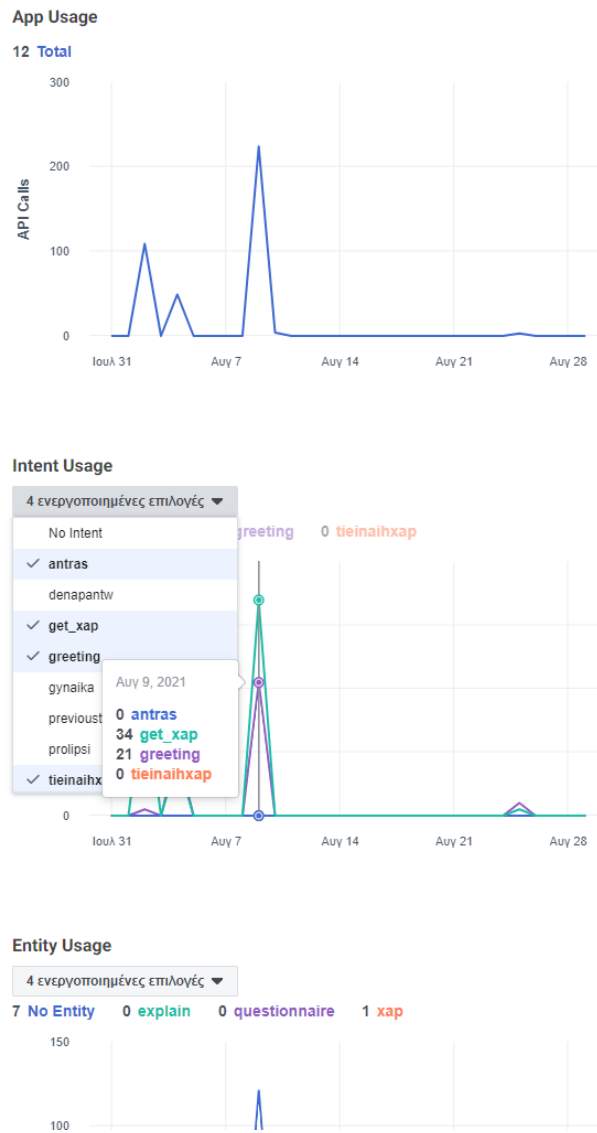 App Usage
12 Total
300
200
100
0
API Calls
Ιουλ 31 Αυγ 7 Αυγ 14 Αυγ 21 Αυγ 28
Intent Usage
4 ενεργοποιημένες επιλογές
greeting 0 tieinaihxap
No Intent
antras
denapantw
get_xap
greeting
gynaika
previoust
prolipsi
tieinaihx
Αυγ 9, 2021
0 antras
34 get_xap
21 greeting
0 tieinaihxap
0
Ιουλ 31 Αυγ 7 Αυγ 14 Αυγ 21 Αυγ 28
Entity Usage
4 ενεργοποιημένες επιλογές
7 No Entity 0 explain 0 questionnaire 1 xap
150
100